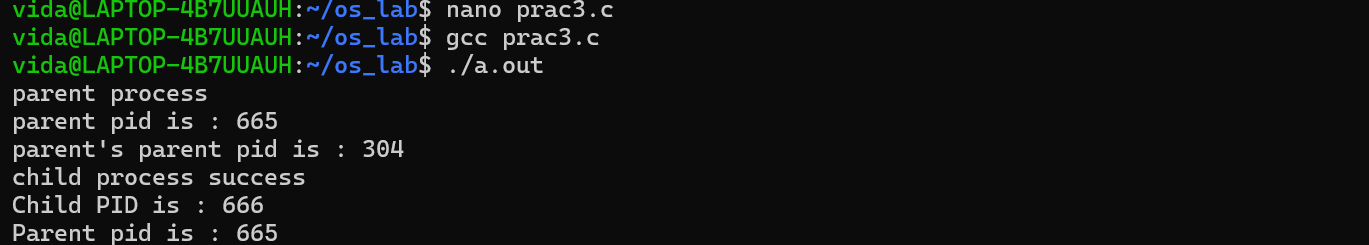 vida@LAPTOP-4B7UUAUH:~/os_lab$ nano prac3.c
vida@LAPTOP-4B7UUAUH:~/os_lab$ gcc prac3.c
vida@LAPTOP-4B7UUAUH:~/os_lab$ ./a.out
parent process
parent pid is : 665
parent's parent pid is : 304
child process success
Child PID is : 666
Parent pid is : 665